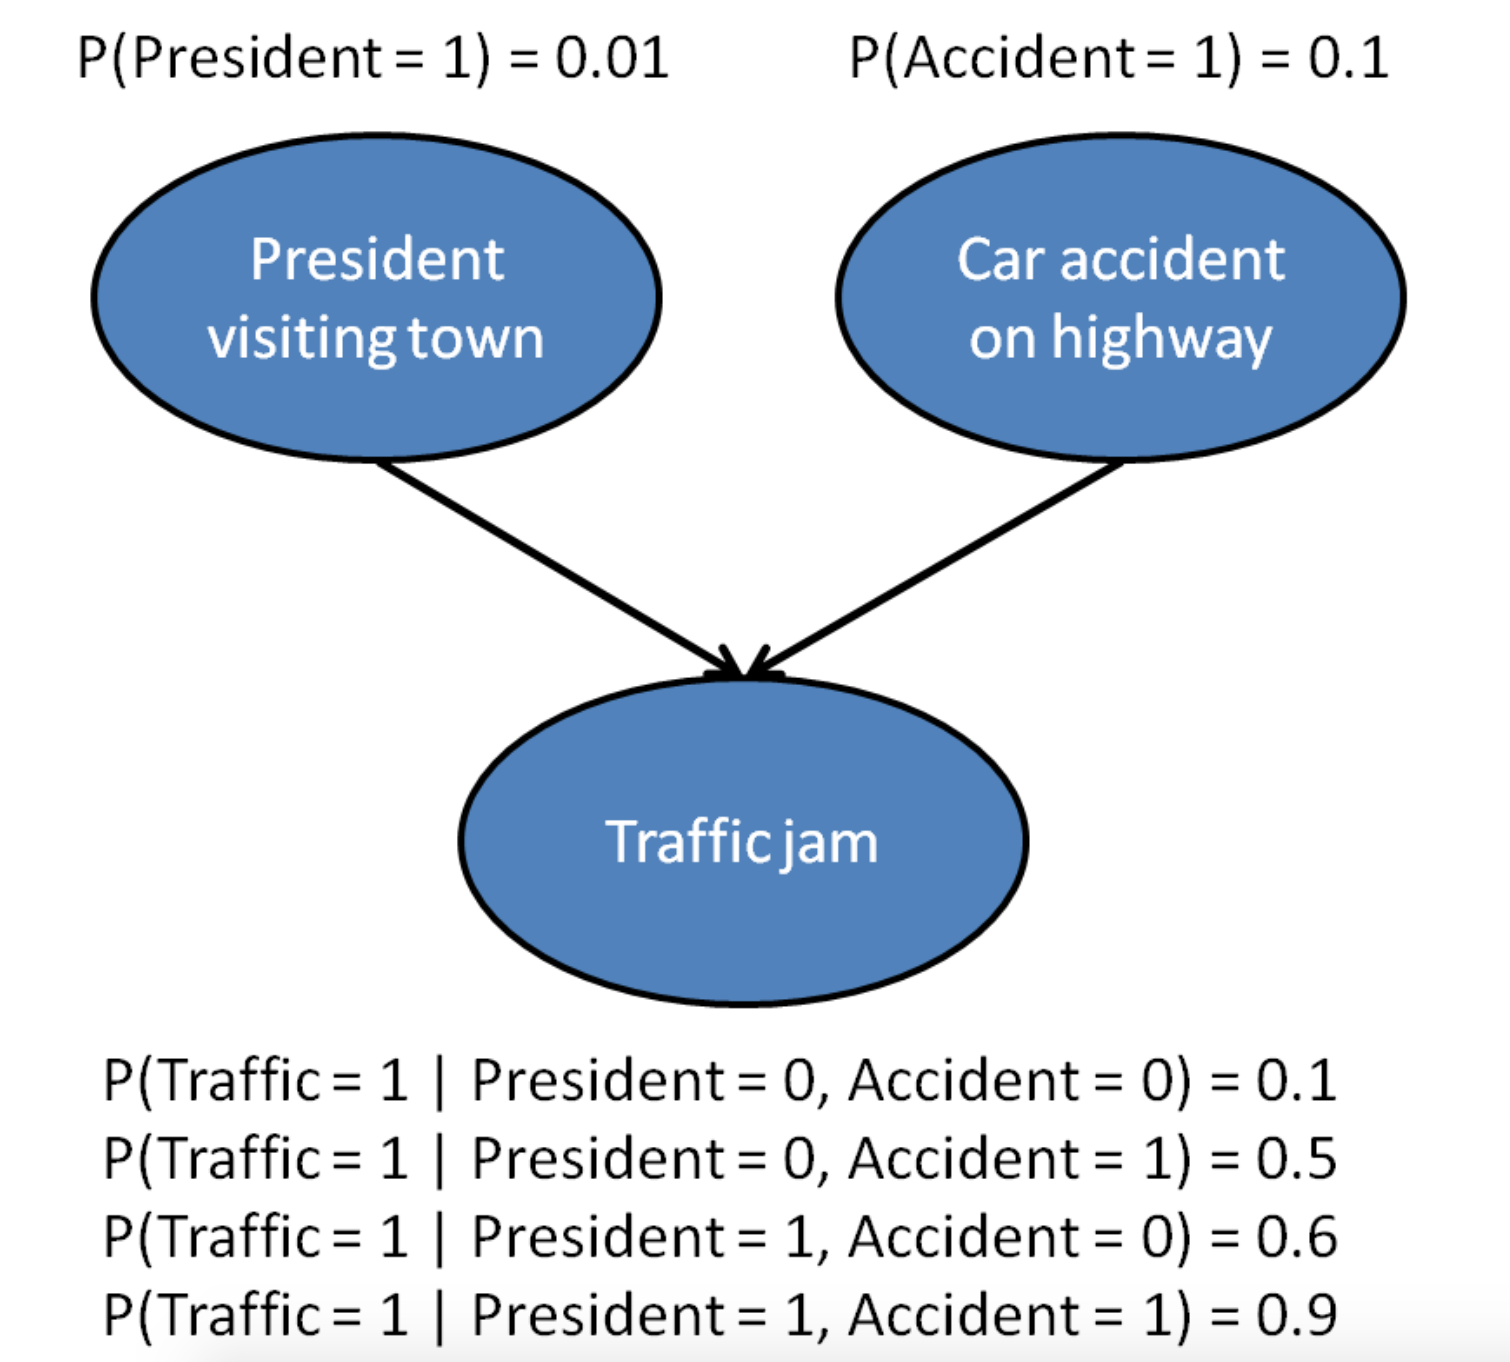 P(President = 1) = 0.01
P(Accident = 1) = 0.1
President
visiting town
Car accident
on highway
Traffic jam
P(Traffic = 1 | President = 0, Accident = 0) = 0.1
P(Traffic = 1 | President = 0, Accident = 1) = 0.5
P(Traffic = 1 | President = 1, Accident = 0) = 0.6
P(Traffic = 1 | President = 1, Accident = 1) = 0.9